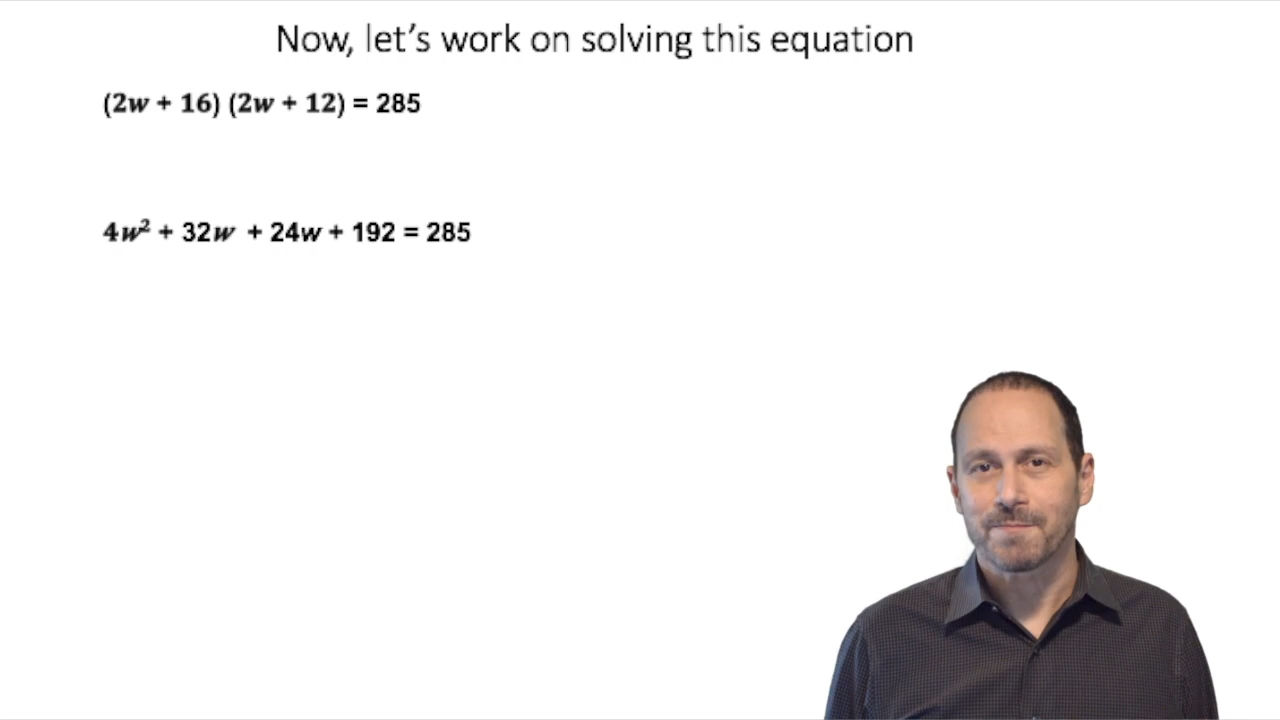 Now, let's work on solving this equation
(2w + 16) (2w + 12) = 285
4w² + 32w + 24w + 192 = 285